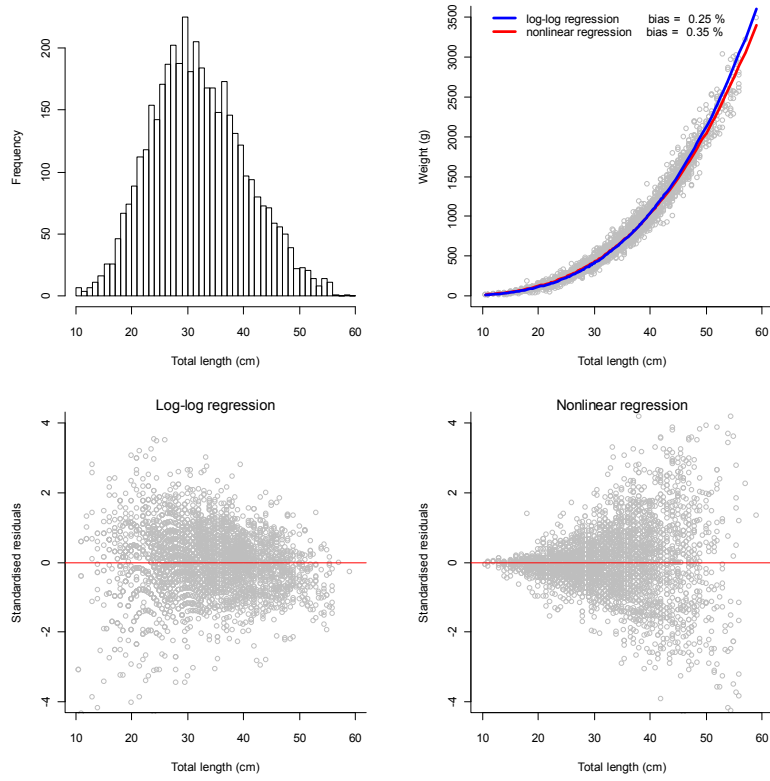 Frequency
0 50 100 200
10 20 30 40 50 60
Total length (cm)
log-log regression bias = 0.25 %
nonlinear regression bias = 0.35 %
Weight (g)
0 500 1000 1500 2000 2500 3000 3500
10 20 30 40 50 60
Total length (cm)
Log-log regression
Standardised residuals
-4 -2 0 2 4
10 20 30 40 50 60
Total length (cm)
Nonlinear regression
Standardised residuals
-4 -2 0 2 4
10 20 30 40 50 60
Total length (cm)